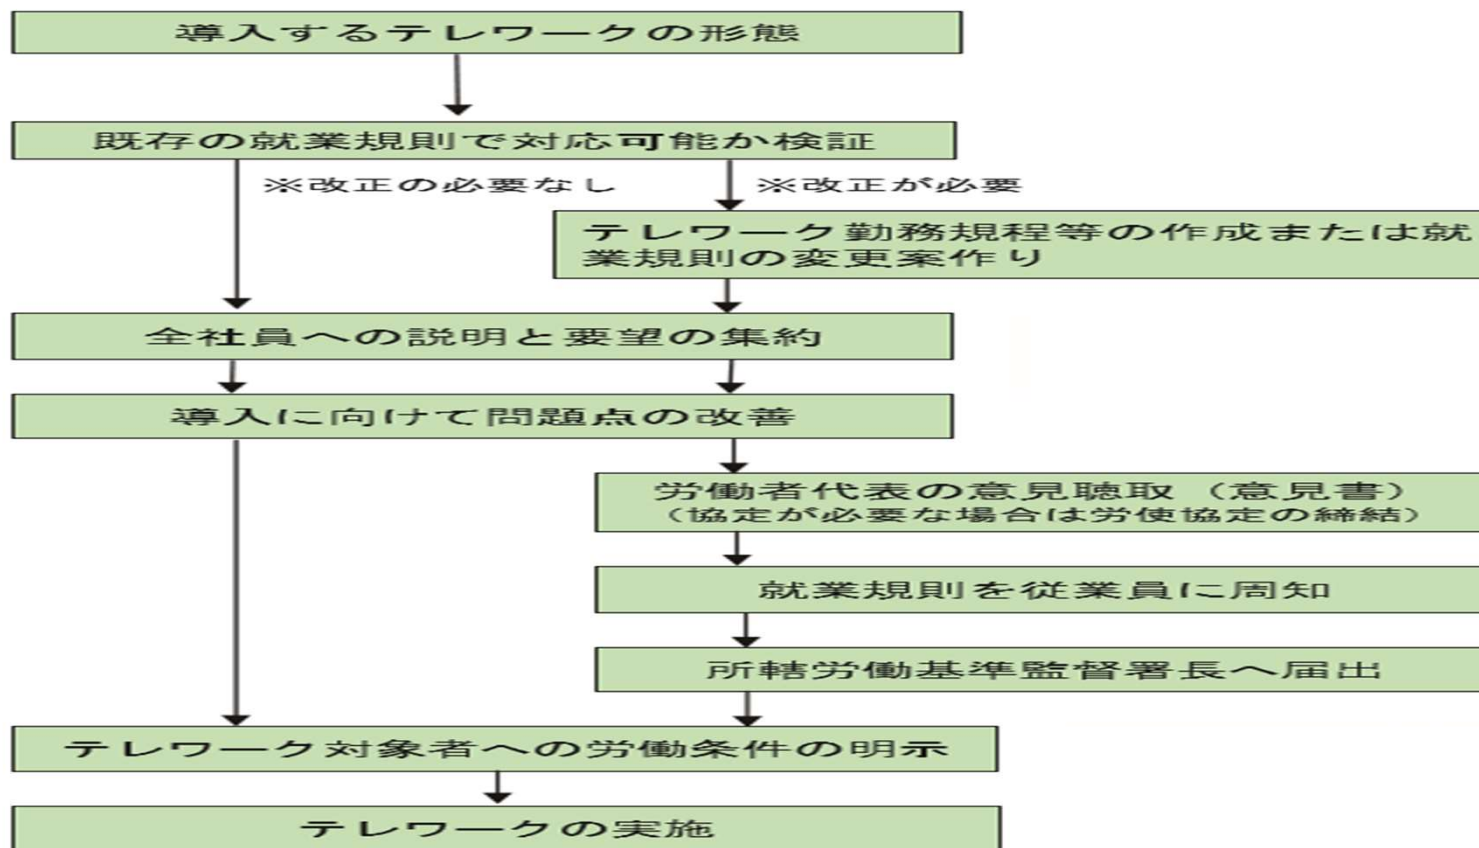 導入するテレワークの形態
既存の就業規則で対応可能か検証
※改正の必要なし
※改正が必要
テレワーク勤務規程等の作成または就
業規則の変更案作り
全社員への説明と要望の集約
導入に向けて問題点の改善
労働者代表の意見聴取（意見書）
（協定が必要な場合は労使協定の締結）
就業規則を従業員に周知
所轄労働基準監督署長へ届出
テレワーク対象者への労働条件の明示
テレワークの実施